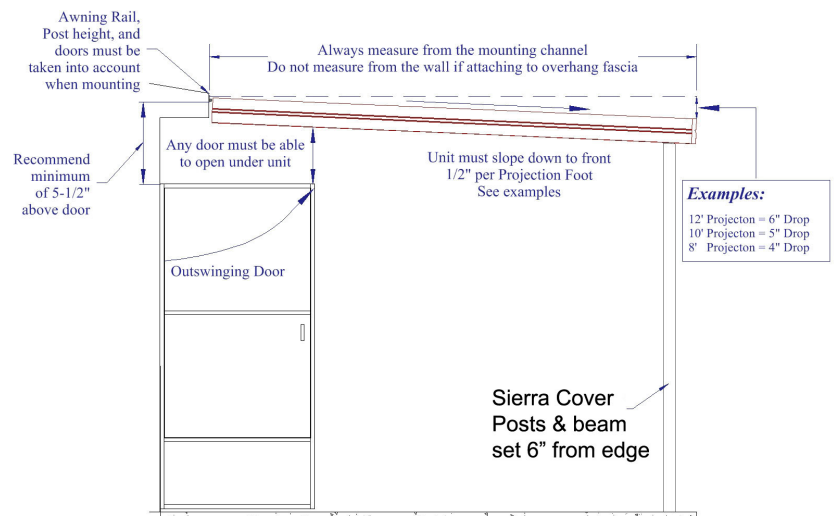 Awning Rail,
Post height, and
doors must be
taken into account
when mounting
Always measure from the mounting channel
Do not measure from the wall if attaching to overhang fascia
Recommend
minimum
of 5-1/2"
above door
Any door must be able
to open under unit
Unit must slope down to front
1/2" per Projection Foot
See examples
Examples:
12' Projecton = 6" Drop
10' Projecton = 5" Drop
8' Projecton = 4" Drop
Outswinging Door
Sierra Cover
Posts & beam
set 6” from edge